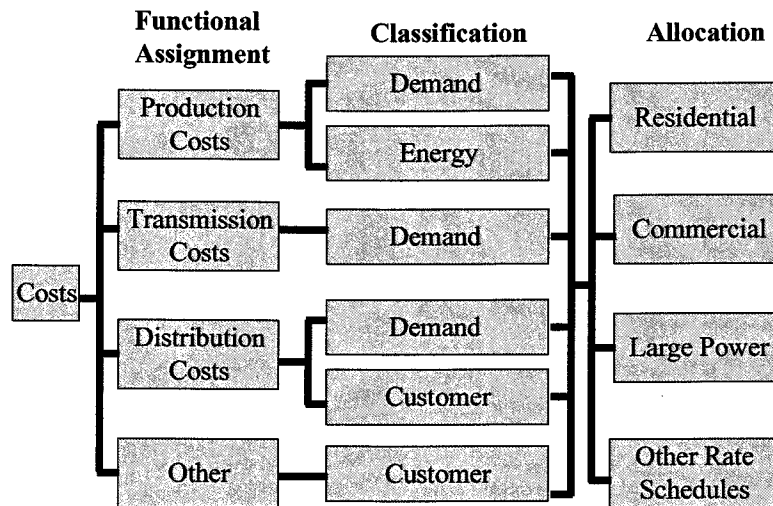 Functional
Assignment
Classification
Allocation
Costs
Production
Costs
Transmission
Costs
Distribution
Costs
Other
Demand
Energy
Demand
Demand
Customer
Customer
Residential
Commercial
Large Power
Other Rate
Schedules